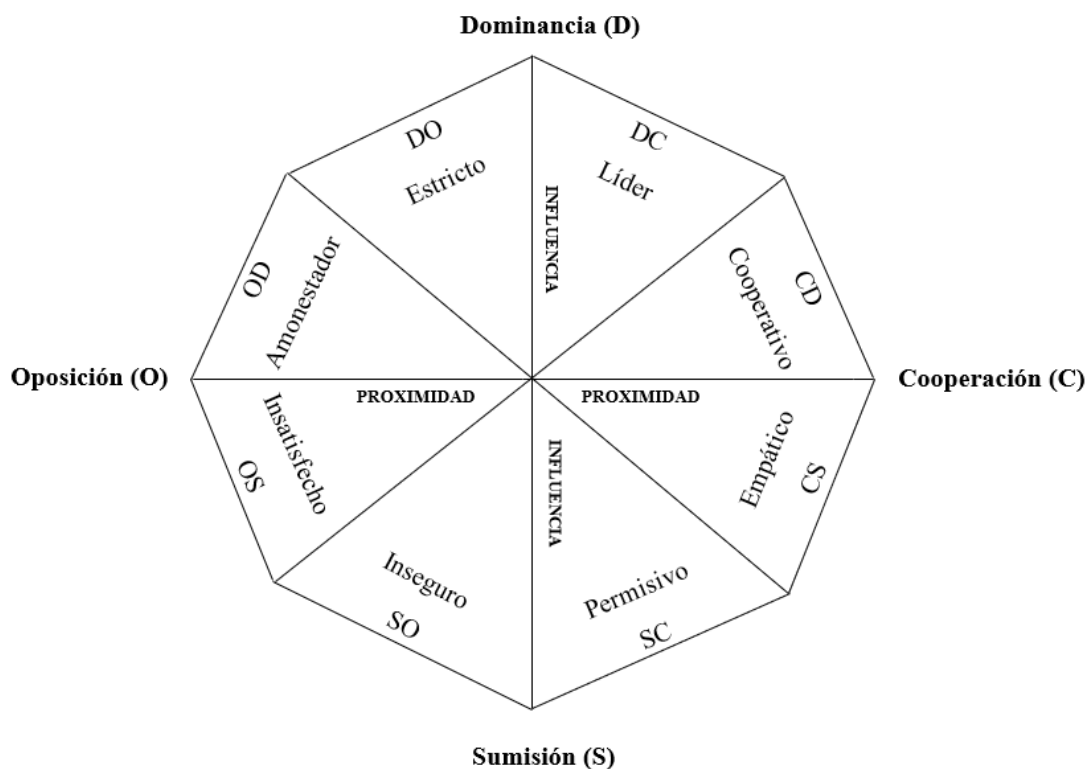 Dominancia (D)
DO
Estricto
DC
Líder
INFLUENCIA
OD
Amonestador
CD
Cooperativo
Oposición (O)
PROXIMIDAD
PROXIMIDAD
Cooperación (C)
OS
Insatisfecho
INFLUENCIA
Empático
CS
Inseguro
SO
Permisivo
SC
Sumisión (S)